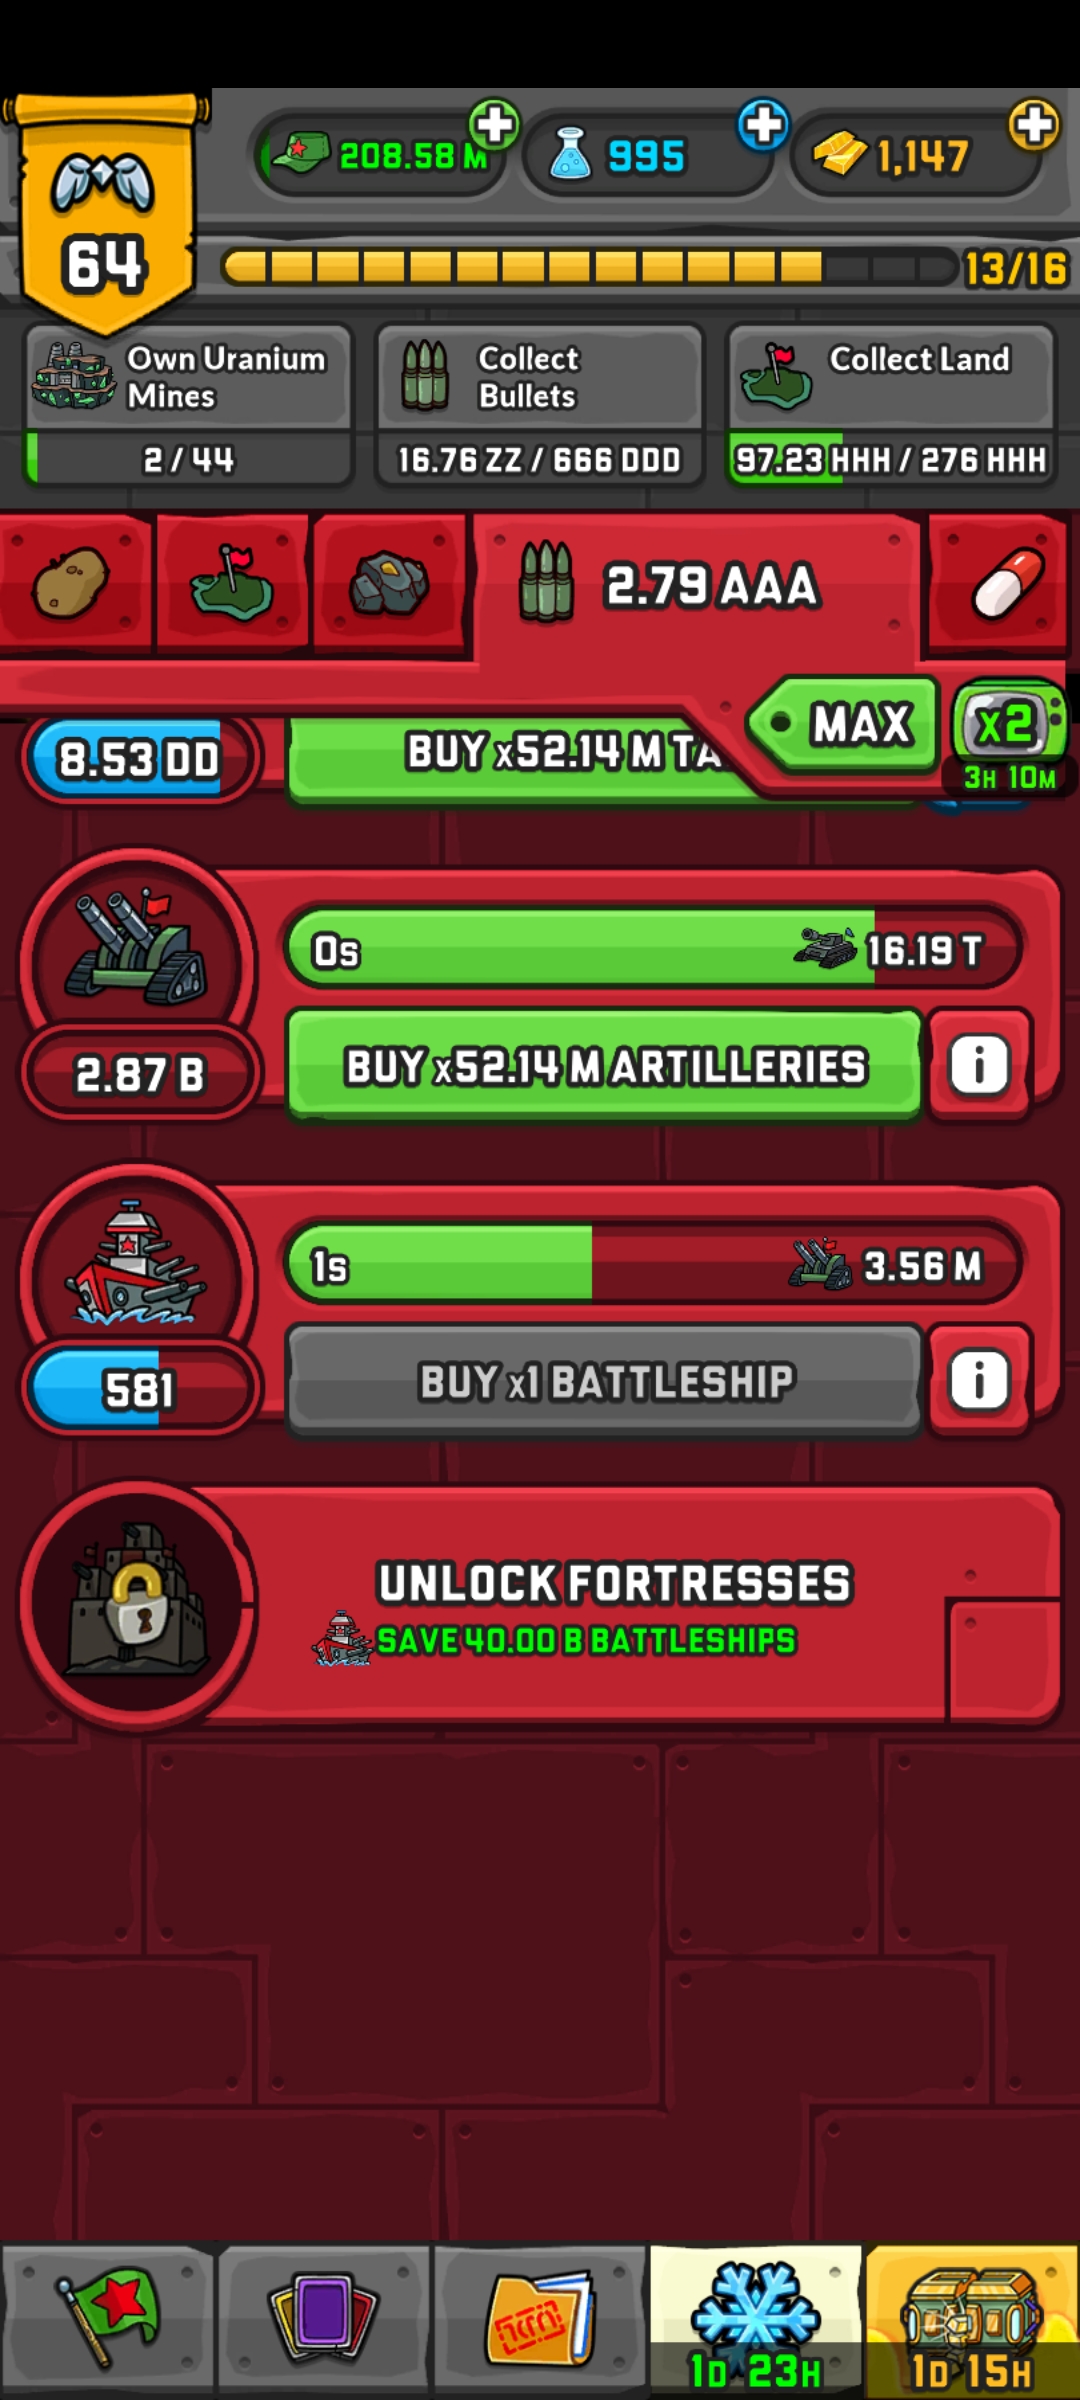 208.58 M
995
1,147
64
13/16
Own Uranium
Mines
2 / 44
Collect
Bullets
16.76 ZZ / 666 DDD
Collect Land
97.23 HHH / 276 HHH
2.79 AAA
MAX
X2
3H 10M
8.53 DD
BUY x52.14 M TA
0s
16.19 T
2.87 B
BUY x52.14 M ARTILLERIES
i
1s
3.56 M
581
BUY x1 BATTLESHIP
i
UNLOCK FORTRESSES
SAVE 40.00 B BATTLESHIPS
1D 23H
1D 15H